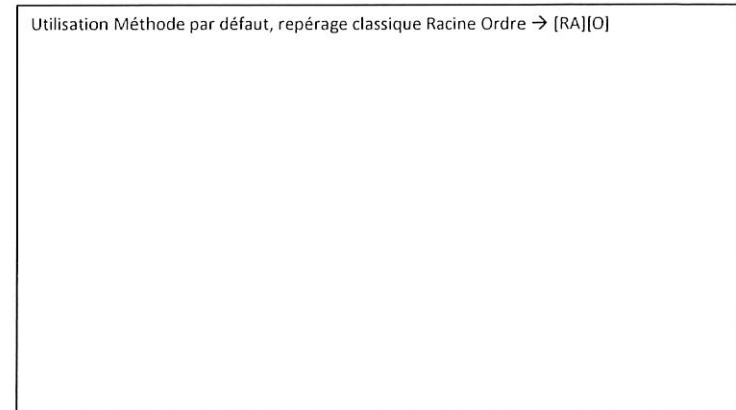 Utilisation Méthode par défaut, repérage classique Racine Ordre → [RA][O]